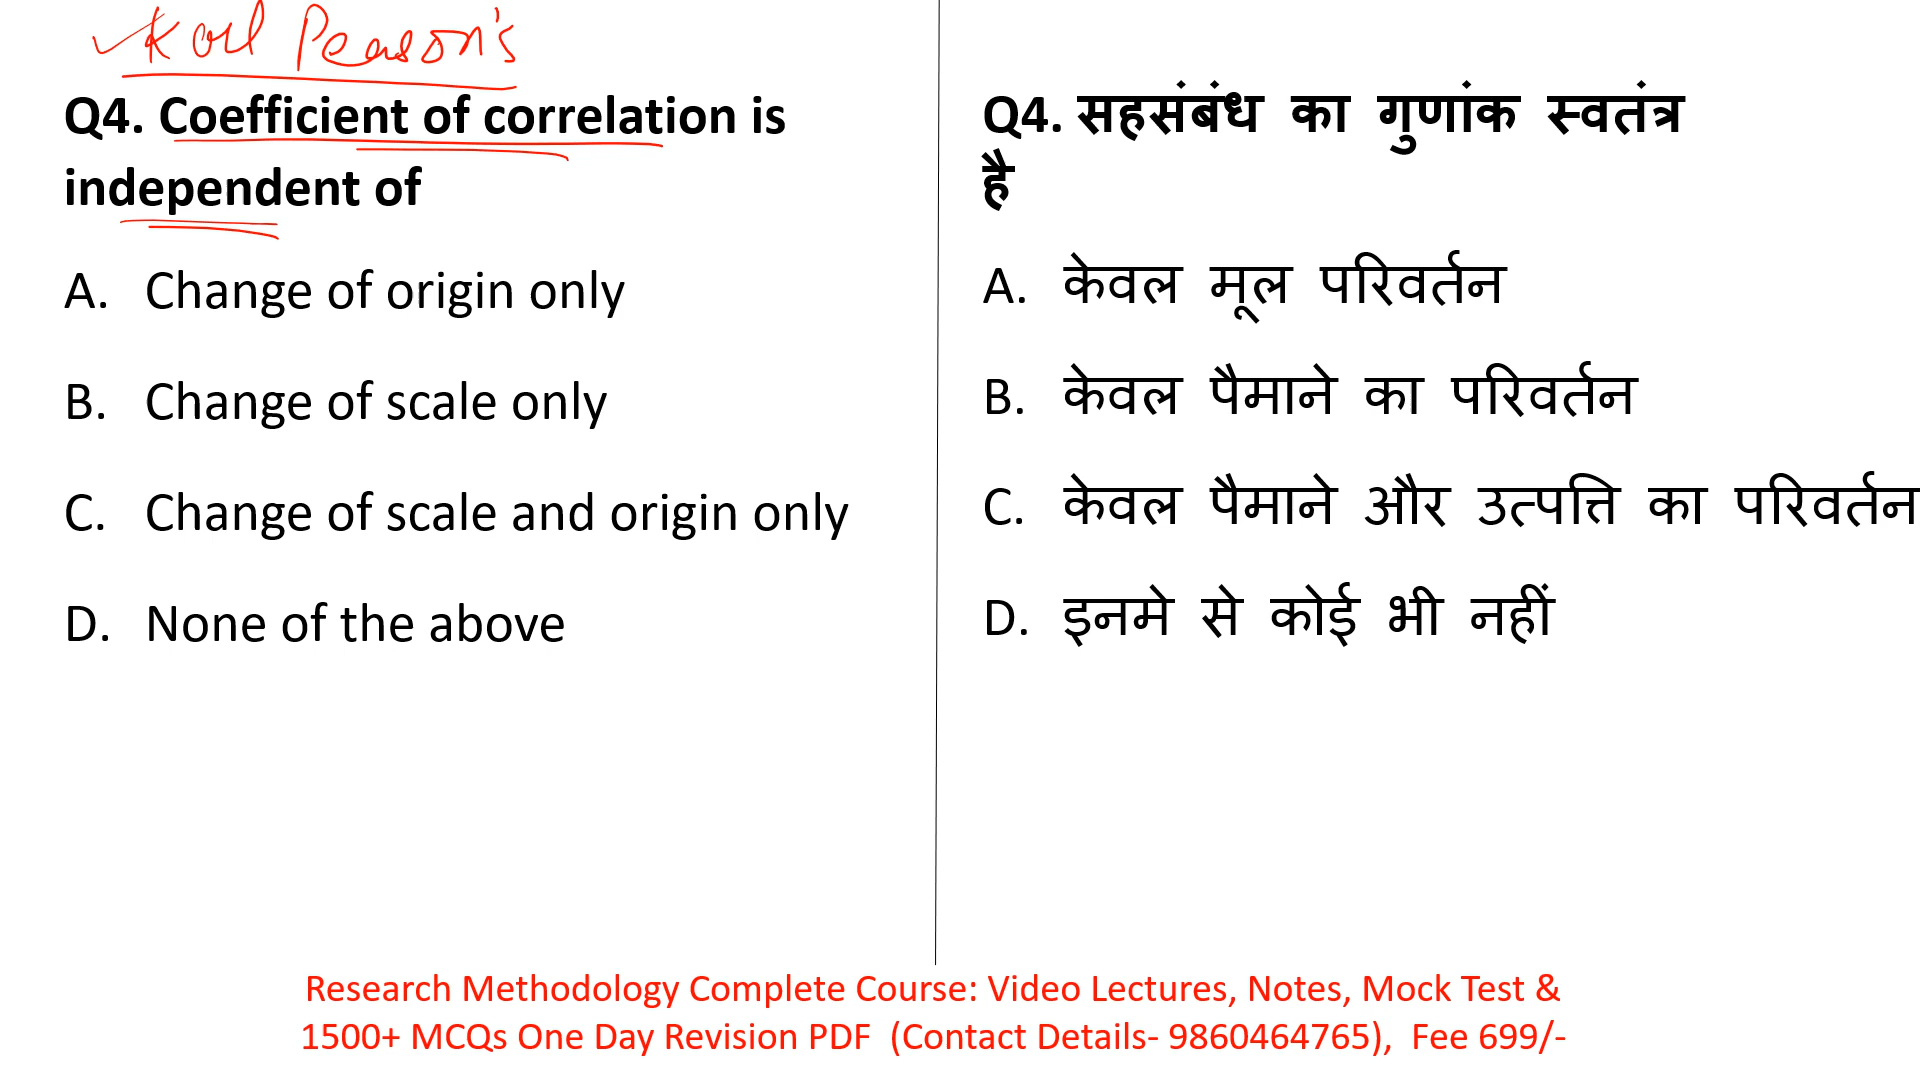 Karl Pearson's
Q4. Coefficient of correlation is
independent of
A. Change of origin only
B. Change of scale only
C. Change of scale and origin only
D. None of the above
Q4. सहसंबंध का गुणांक स्वतंत्र
है
A. केवल मूल परिवर्तन
B. केवल पैमाने का परिवर्तन
C. केवल पैमाने और उत्पत्ति का परिवर्तन
D. इनमे से कोई भी नहीं
Research Methodology Complete Course: Video Lectures, Notes, Mock Test &
1500+ MCQs One Day Revision PDF (Contact Details- 9860464765), Fee 699/-